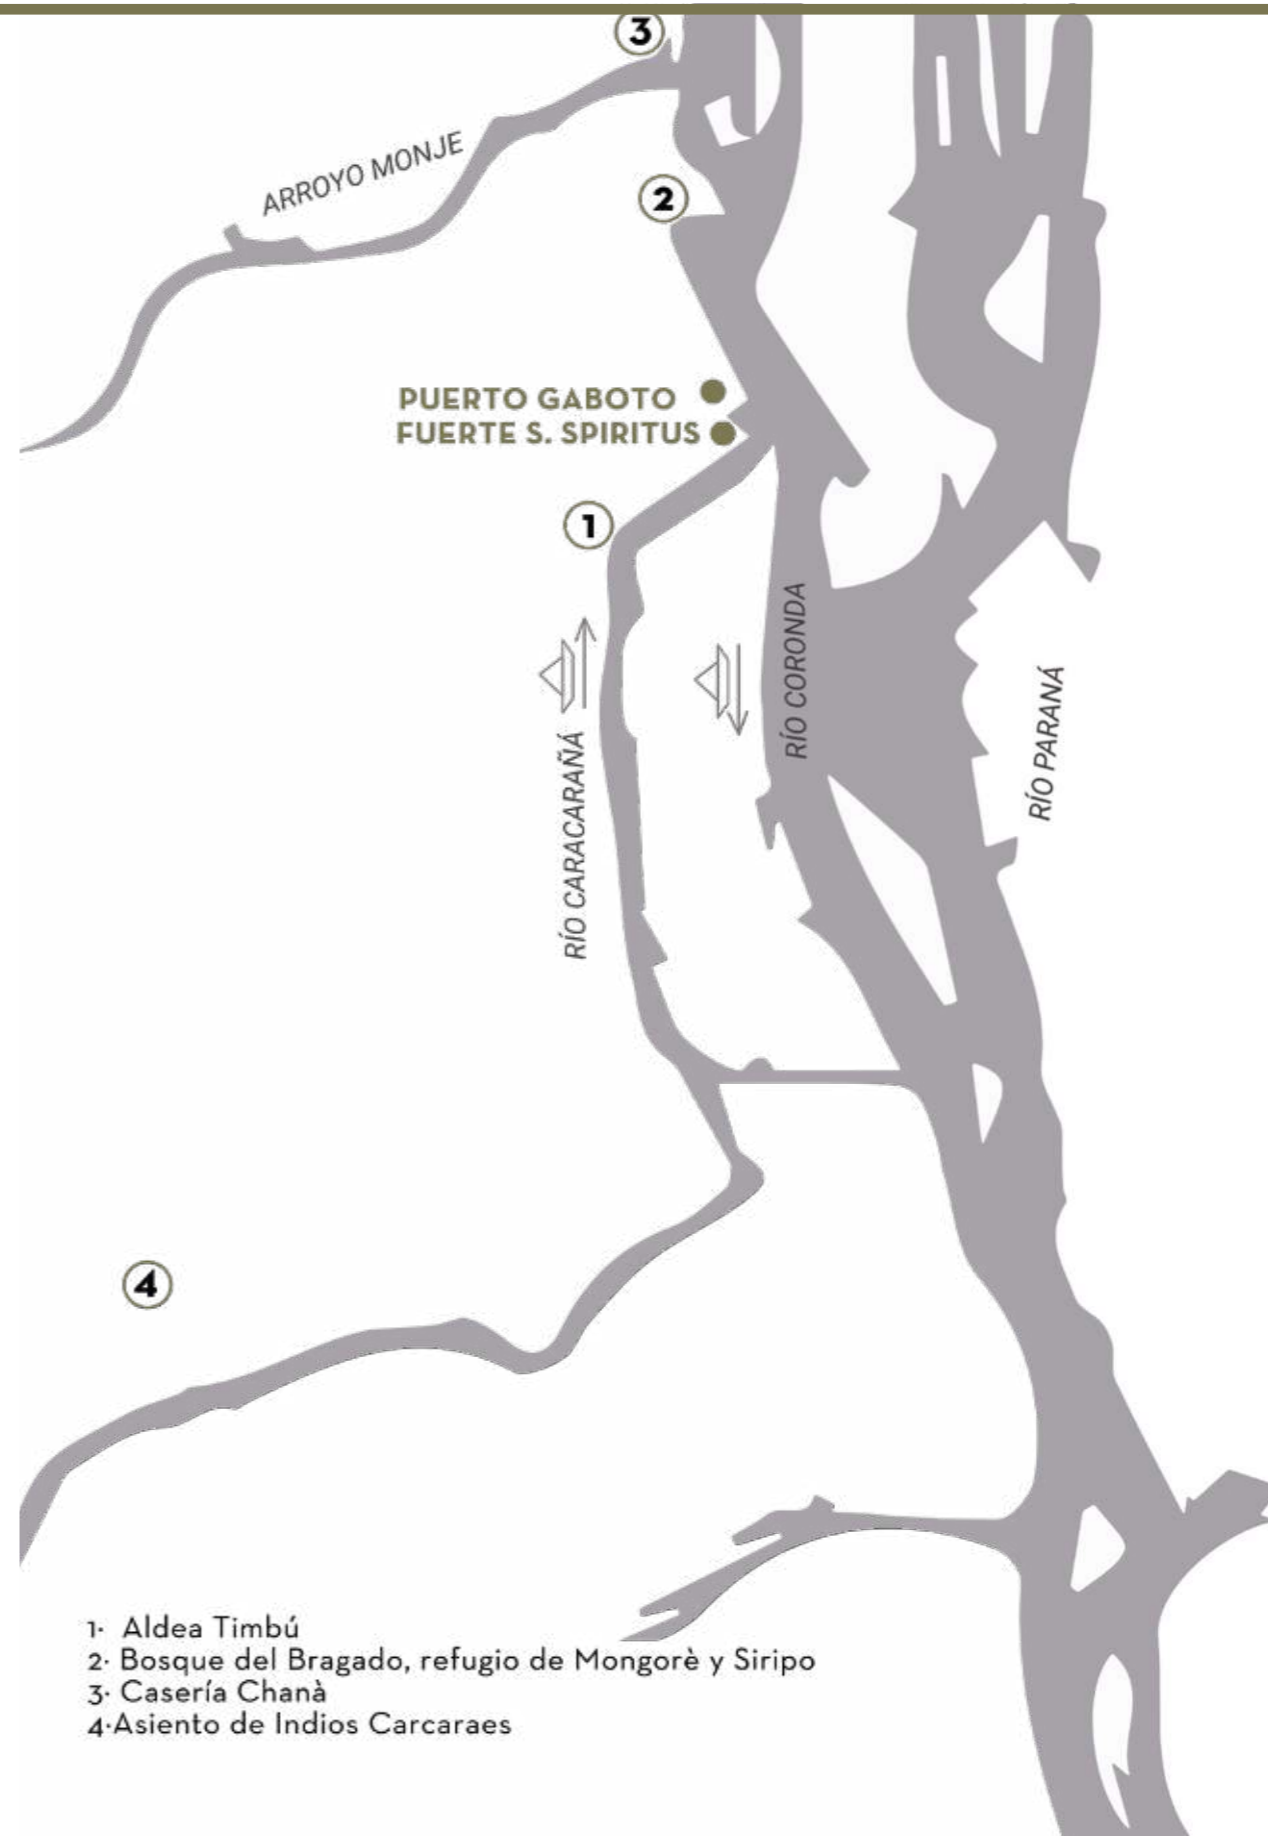 3
ARROYO MONJE
2
PUERTO GABOTO
FUERTE S. SPIRITUS
1
RÍO CORONDA
RÍO PARANÁ
RÍO CARACARAÑÁ
4
1· Aldea Timbú
2· Bosque del Bragado, refugio de Mongorè y Siripo
3· Casería Chanà
4·Asiento de Indios Carcaraes